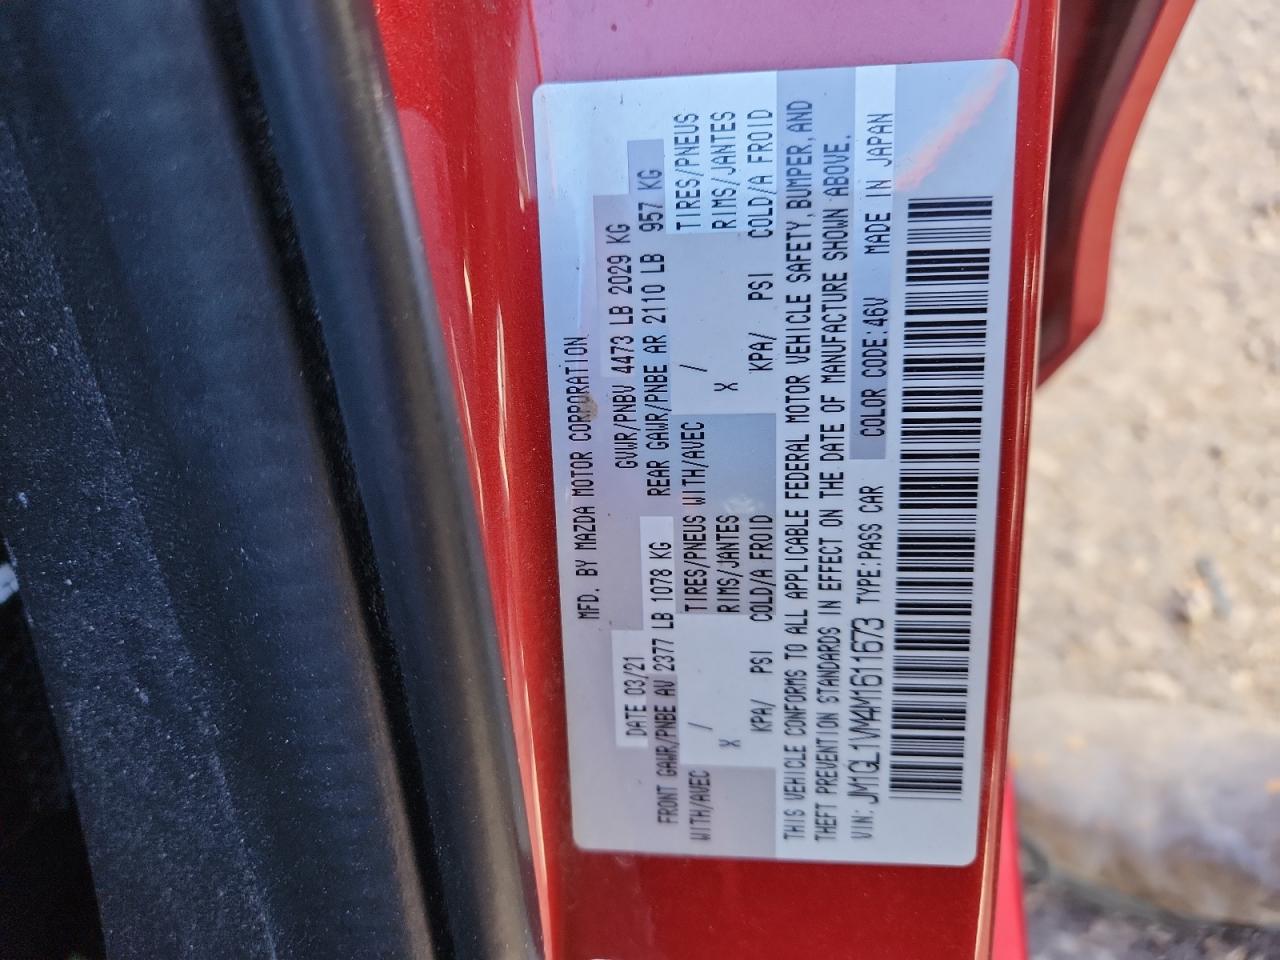 MFD. BY MAZDA MOTOR CORPORATION
DATE 03/21 GVWR/PNBV 4473 LB 2029 KG
FRONT GAWR/PNBE AV 2377 LB 1078 KG REAR GAWR/PNBE AR 2110 LB 957 KG
WITH/AVEC / TIRES/PNEUS WITH/AVEC / TIRES/PNEUS
X RIMS/JANTES X RIMS/JANTES
KPA/ PSI COLD/A FROID KPA/ PSI COLD/A FROID
THIS VEHICLE CONFORMS TO ALL APPLICABLE FEDERAL MOTOR VEHICLE SAFETY, BUMPER, AND
THEFT PREVENTION STANDARDS IN EFFECT ON THE DATE OF MANUFACTURE SHOWN ABOVE.
VIN: JM1GL1VM4M1611673 TYPE:PASS CAR COLOR CODE:46V MADE IN JAPAN